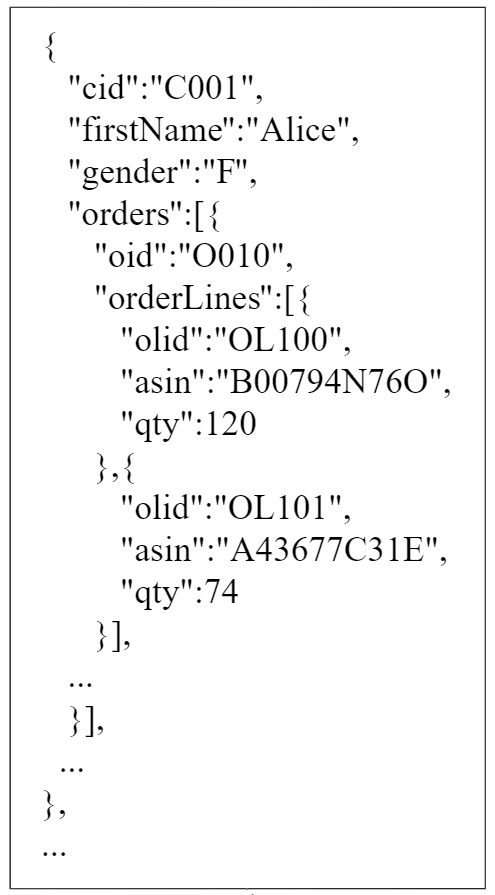 {
"cid":"C001",
"firstName":"Alice",
"gender":"F",
"orders":[{
"oid":"O010",
"orderLines":[{
"olid":"OL100",
"asin":"B00794N76O",
"qty":120
},{
"olid":"OL101",
"asin":"A43677C31E",
"qty":74
}],
...
}],
...
},
...